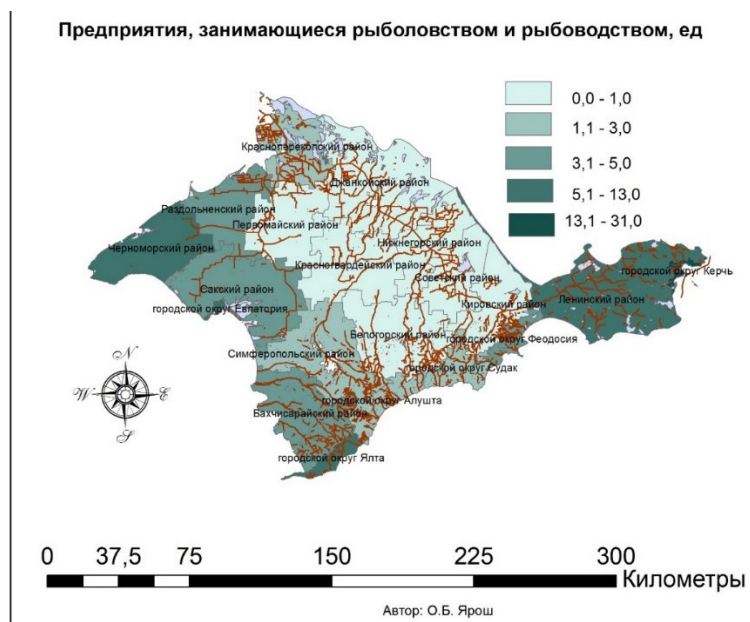 Предприятия, занимающиеся рыболовством и рыбоводством, ед
0,0 - 1,0
1,1 - 3,0
3,1 - 5,0
5,1 - 13,0
13,1 - 31,0
Красноперекопский район
Джанкойский район
Раздольненский район
Первомайский район
Черноморский район
Нижнегорский район
Красногвардейский район
Советский район
городской округ Керчь
Сакский район
Кировский район
Ленинский район
городской округ Евпатория
Белогорский район
городской округ Феодосия
Симферопольский район
городской округ Судак
городской округ Алушта
Бахчисарайский район
городской округ Ялта
N
W
E
S
0 37,5 75 150 225 300
Километры
Автор: О.Б. Ярош